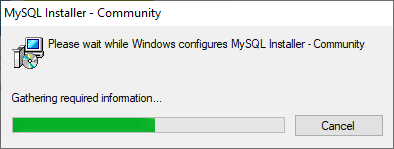 MySQL Installer - Community
Please wait while Windows configures MySQL Installer - Community
Gathering required information...
Cancel